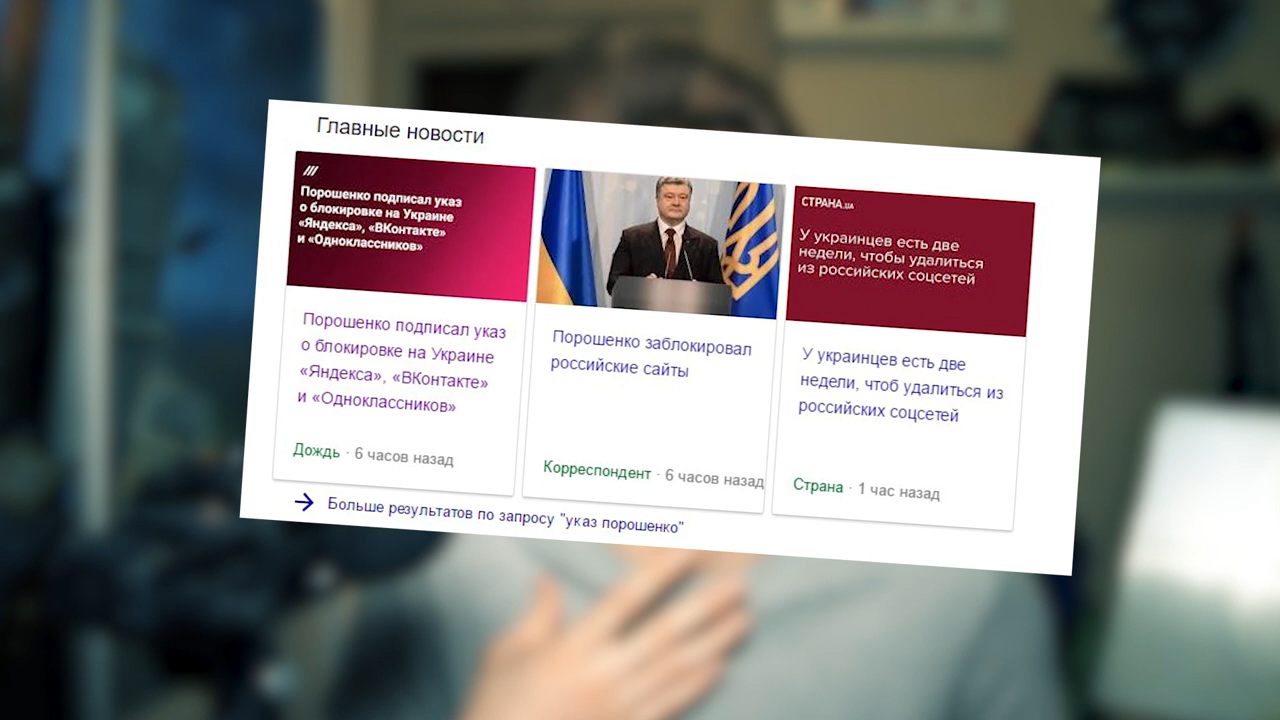 Главные новости
Порошенко подписал указ
о блокировке на Украине
«Яндекса», «ВКонтакте»
и «Одноклассников»
Порошенко подписал указ
о блокировке на Украине
«Яндекса», «ВКонтакте»
и «Одноклассников»
Дождь · 6 часов назад
Порошенко заблокировал
российские сайты
Корреспондент · 6 часов назад
СТРАНА.UA
У украинцев есть две
недели, чтобы удалиться
из российских соцсетей
У украинцев есть две
недели, чтоб удалиться из
российских соцсетей
Страна · 1 час назад
Больше результатов по запросу "указ порошенко"